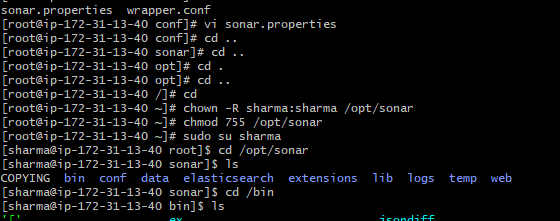 sonar.properties wrapper.conf
[root@ip-172-31-13-40 conf]# vi sonar.properties
[root@ip-172-31-13-40 conf]# cd ..
[root@ip-172-31-13-40 sonar]# cd ..
[root@ip-172-31-13-40 opt]# cd .
[root@ip-172-31-13-40 opt]# cd ..
[root@ip-172-31-13-40 /]# cd
[root@ip-172-31-13-40 ~]# chown -R sharma:sharma /opt/sonar
[root@ip-172-31-13-40 ~]# chmod 755 /opt/sonar
[root@ip-172-31-13-40 ~]# sudo su sharma
[sharma@ip-172-31-13-40 root]$ cd /opt/sonar
[sharma@ip-172-31-13-40 sonar]$ ls
COPYING bin conf data elasticsearch extensions lib logs temp web
[sharma@ip-172-31-13-40 sonar]$ cd /bin
[sharma@ip-172-31-13-40 bin]$ ls
'[' ex jsondiff